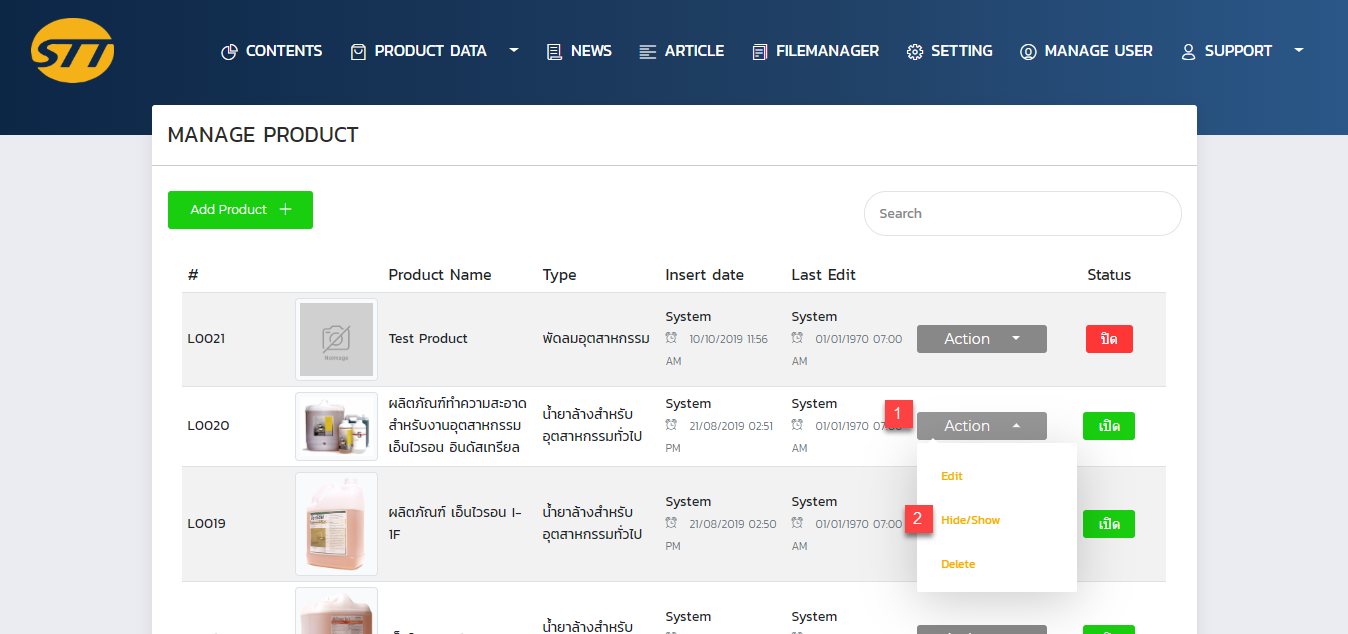 STT
CONTENTS
PRODUCT DATA
NEWS
ARTICLE
FILEMANAGER
SETTING
MANAGE USER
SUPPORT
MANAGE PRODUCT
Add Product +
Search
# Product Name Type Insert date Last Edit Status
L0021
Noimage
Test Product
พัดลมอุตสาหกรรม
System
10/10/2019 11:56
AM
System
01/01/1970 07:00
AM
Action
ปิด
L0020
ผลิตภัณฑ์ทำความสะอาด
สำหรับงานอุตสาหกรรม
เอ็นไวรอน อินดัสเทรียล
น้ำยาล้างสำหรับ
อุตสาหกรรมทั่วไป
System
21/08/2019 02:51
PM
System
01/01/1970 07:00
AM
1
Action
เปิด
Edit
2
Hide/Show
Delete
L0019
ผลิตภัณฑ์ เอ็นไวรอน I-
1F
น้ำยาล้างสำหรับ
อุตสาหกรรมทั่วไป
System
21/08/2019 02:50
PM
System
01/01/1970 07:00
AM
เปิด
น้ำยาล้างสำหรับ
System
System